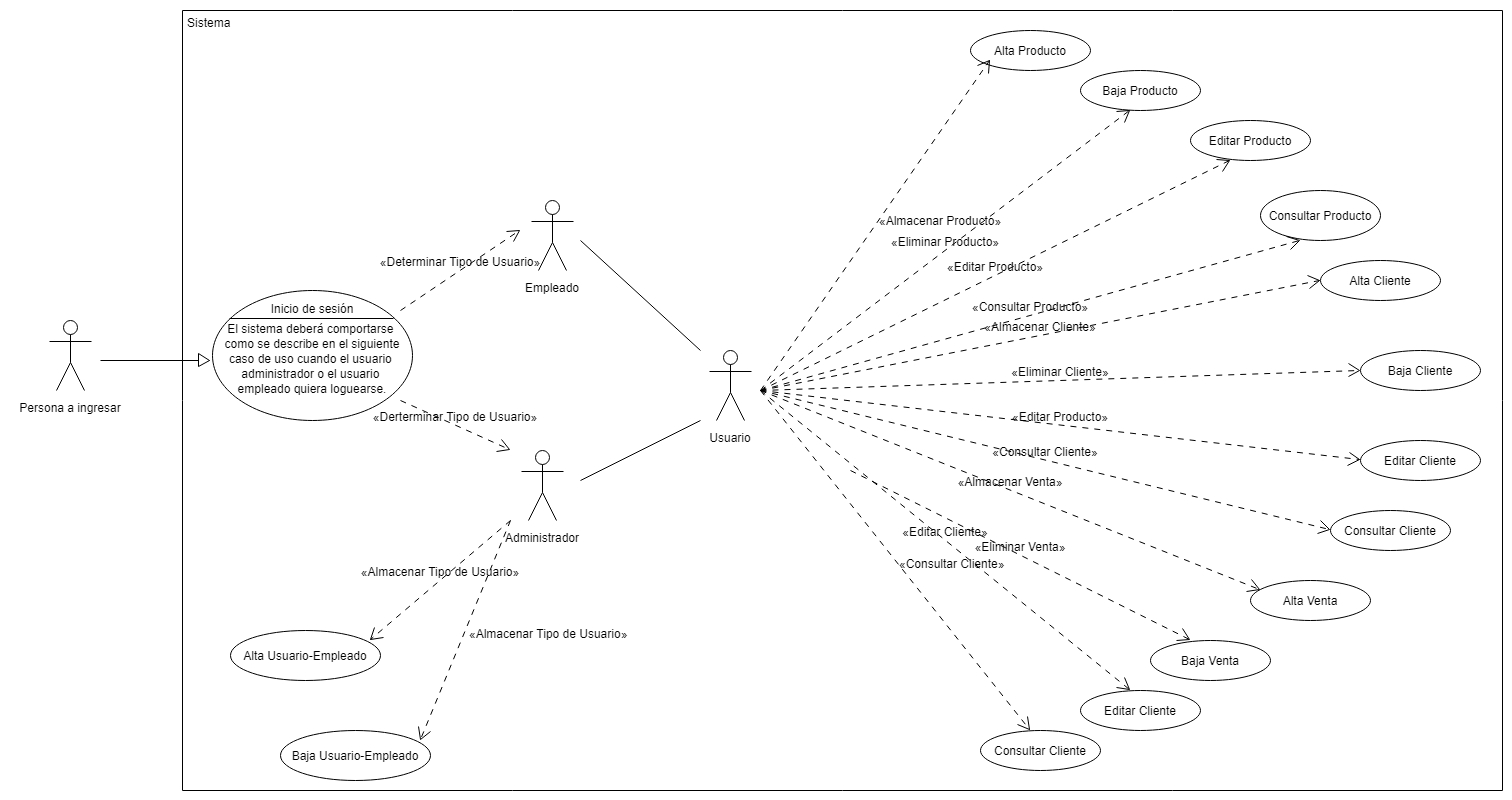 Sistema
Alta Producto
Baja Producto
Editar Producto
Consultar Producto
«Almacenar Producto»
«Eliminar Producto»
«Determinar Tipo de Usuario»
«Editar Producto»
Alta Cliente
Empleado
Inicio de sesión
El sistema deberá comportarse
como se describe en el siguiente
caso de uso cuando el usuario
administrador o el usuario
empleado quiera loguearse.
«Consultar Producto»
«Almacenar Cliente»
«Eliminar Cliente»
Baja Cliente
Persona a ingresar
«Derterminar Tipo de Usuario»
«Editar Producto»
Usuario
«Consultar Cliente»
Editar Cliente
«Almacenar Venta»
Administrador
«Editar Cliente»
Consultar Cliente
«Eliminar Venta»
«Consultar Cliente»
«Almacenar Tipo de Usuario»
Alta Venta
«Almacenar Tipo de Usuario»
Alta Usuario-Empleado
Baja Venta
Editar Cliente
Consultar Cliente
Baja Usuario-Empleado